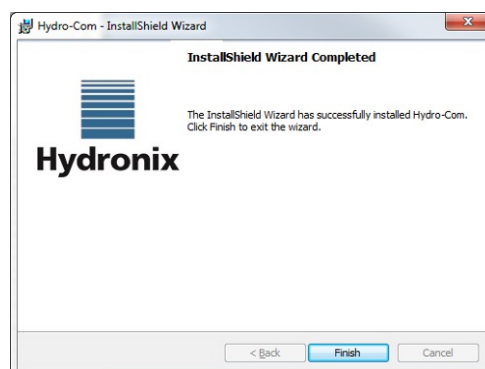 Hydro-Com - InstallShield Wizard
InstallShield Wizard Completed
The InstallShield Wizard has successfully installed Hydro-Com.
Click Finish to exit the wizard.
Hydronix
< Back
Finish
Cancel